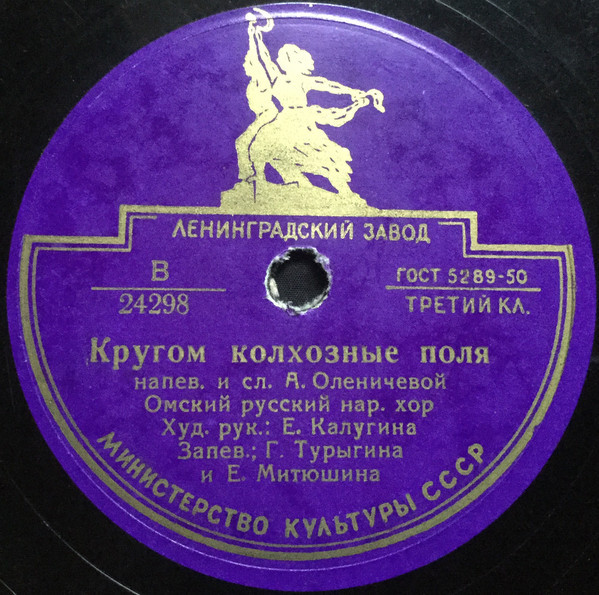 ЛЕНИНГРАДСКИЙ ЗАВОД
В
24298
ГОСТ 5289-50
ТРЕТИЙ КЛ.
Кругом колхозные поля
напев. и сл. А. Оленичевой
Омский русский нар. хор
Худ. рук.: Е. Калугина
Запев.; Г. Турыгина
и Е. Митюшина
МИНИСТЕРСТВО КУЛЬТУРЫ СССР